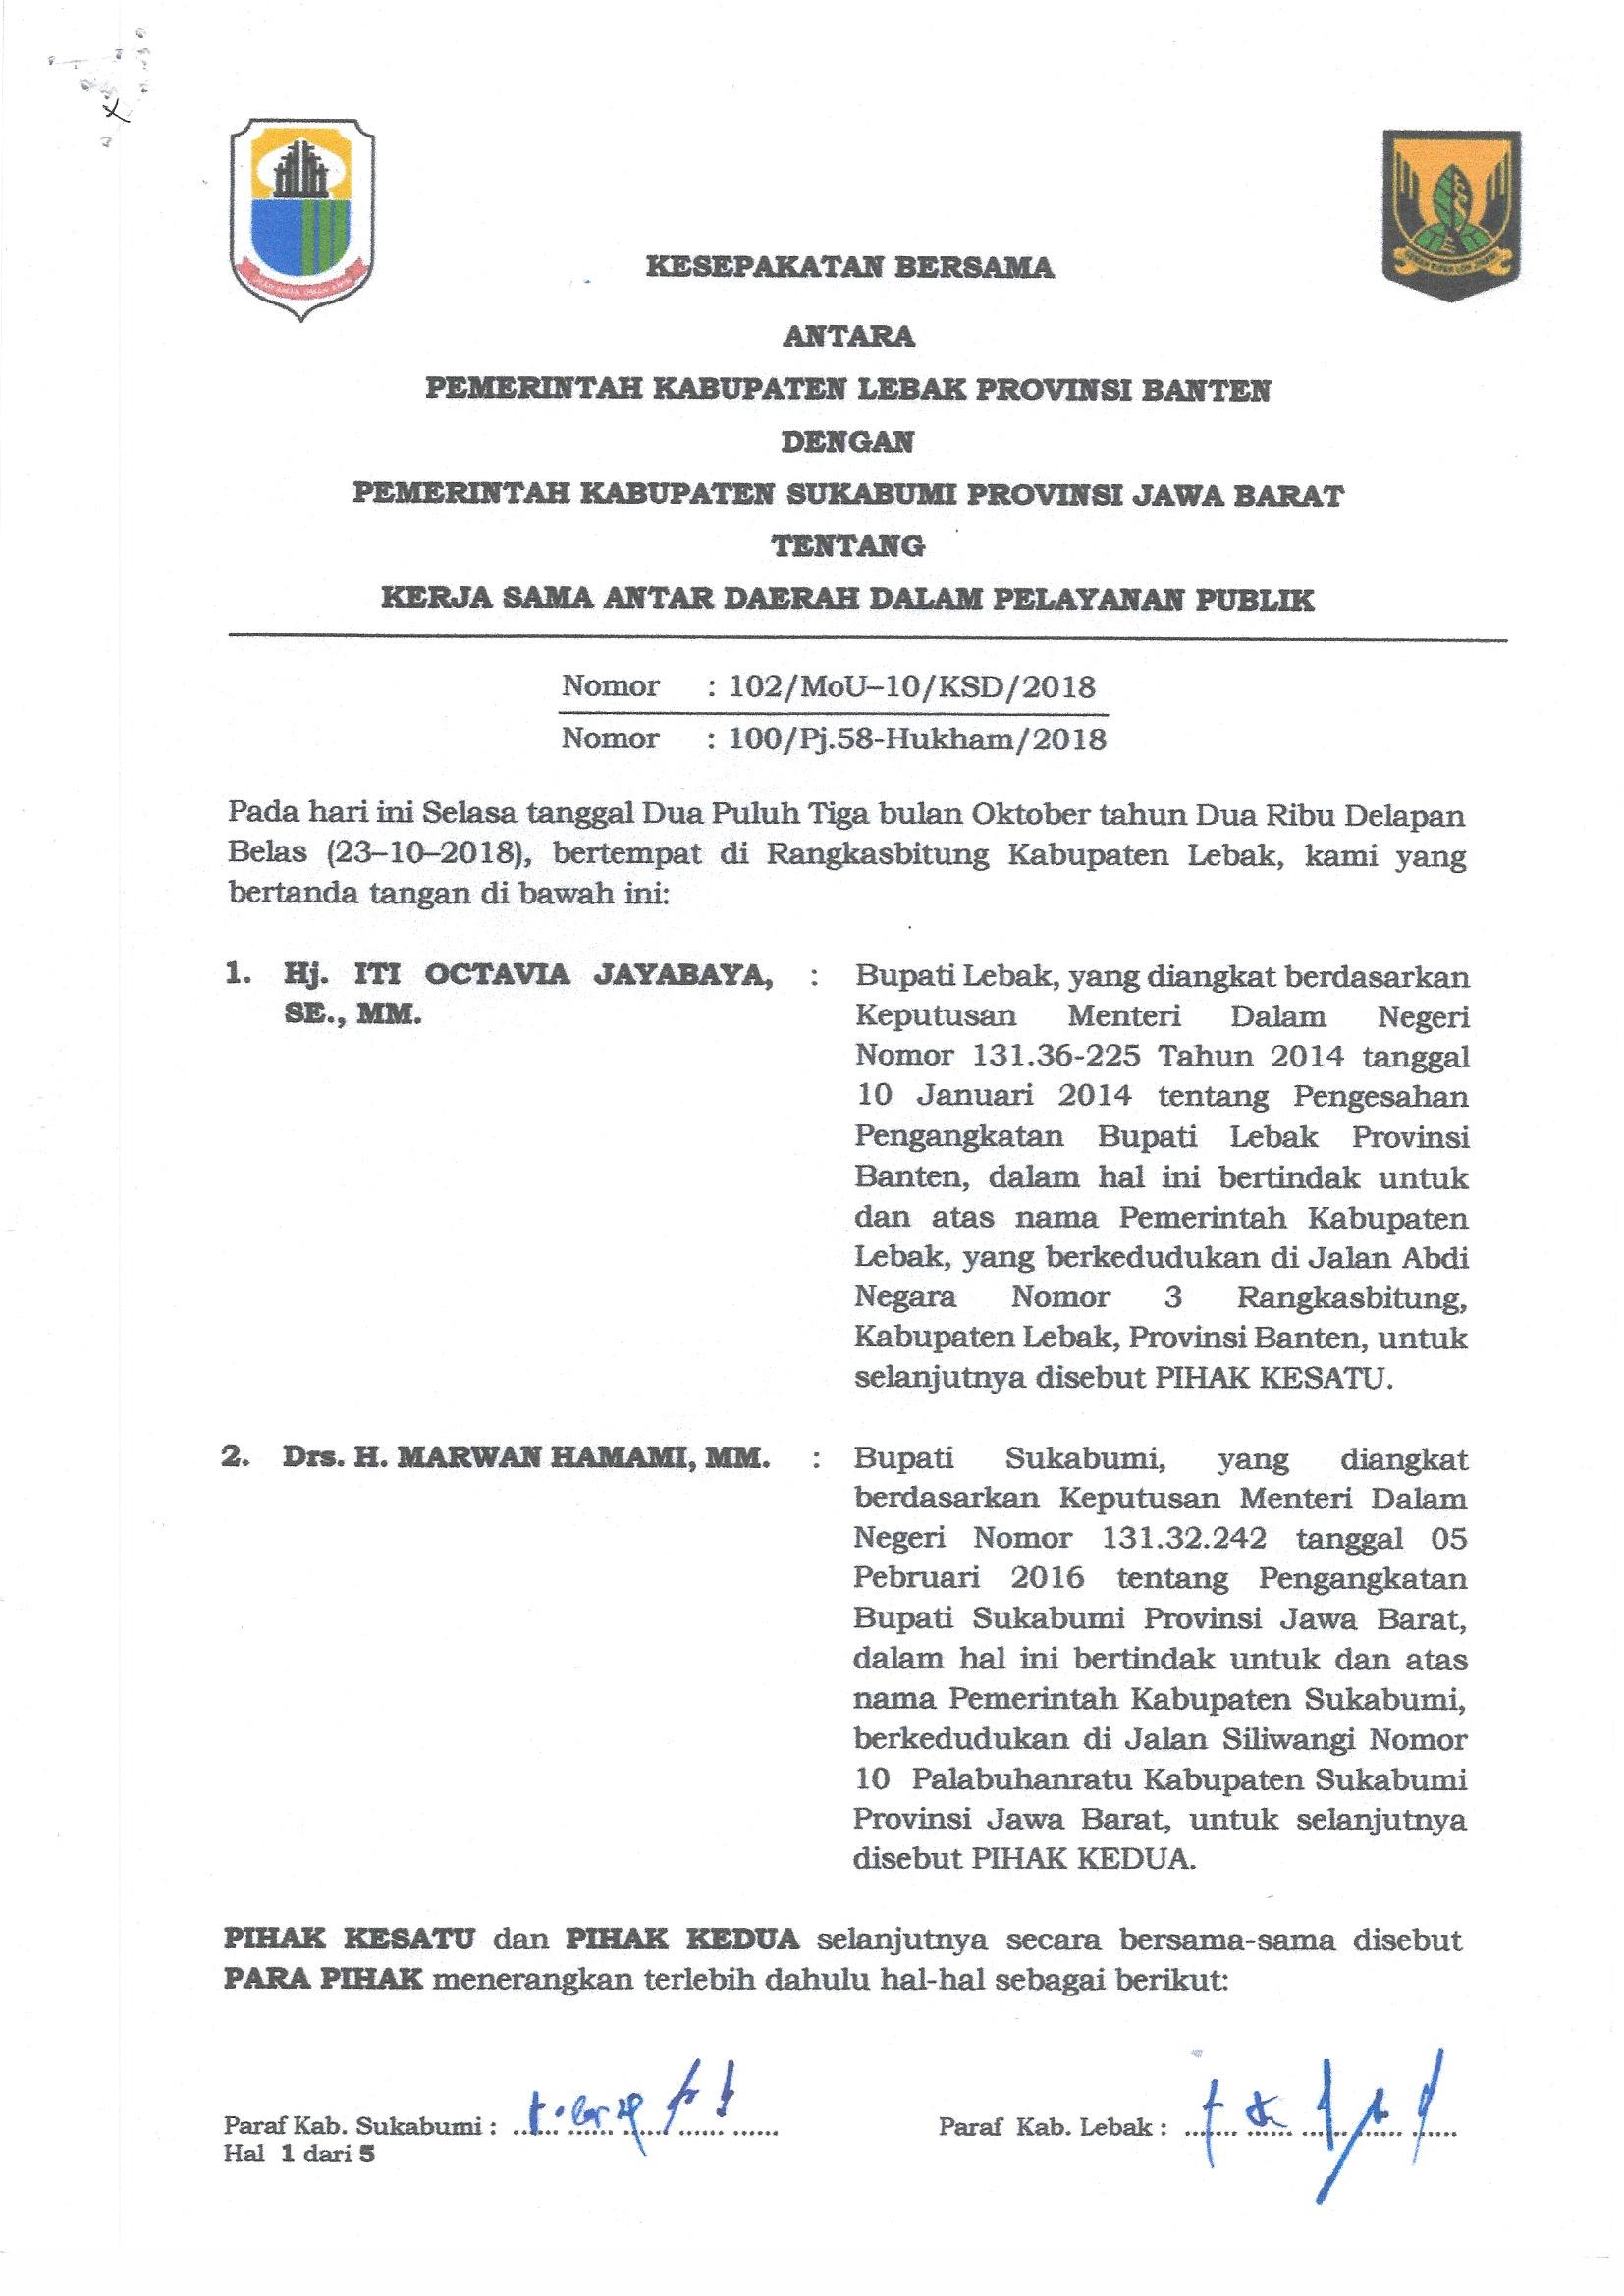 KESEPAKATAN BERSAMA
ANTARA
PEMERINTAH KABUPATEN LEBAK PROVINSI BANTEN
DENGAN
PEMERINTAH KABUPATEN SUKABUMI PROVINSI JAWA BARAT
TENTANG
KERJA SAMA ANTAR DAERAH DALAM PELAYANAN PUBLIK
Nomor : 102/MoU–10/KSD/2018
Nomor : 100/Pj.58-Hukham/2018
Pada hari ini Selasa tanggal Dua Puluh Tiga bulan Oktober tahun Dua Ribu Delapan
Belas (23–10–2018), bertempat di Rangkasbitung Kabupaten Lebak, kami yang
bertanda tangan di bawah ini:
1. Hj. ITI OCTAVIA JAYABAYA, : Bupati Lebak, yang diangkat berdasarkan
SE., MM. Keputusan Menteri Dalam Negeri
Nomor 131.36-225 Tahun 2014 tanggal
10 Januari 2014 tentang Pengesahan
Pengangkatan Bupati Lebak Provinsi
Banten, dalam hal ini bertindak untuk
dan atas nama Pemerintah Kabupaten
Lebak, yang berkedudukan di Jalan Abdi
Negara Nomor 3 Rangkasbitung,
Kabupaten Lebak, Provinsi Banten, untuk
selanjutnya disebut PIHAK KESATU.
2. Drs. H. MARWAN HAMAMI, MM. : Bupati Sukabumi, yang diangkat
berdasarkan Keputusan Menteri Dalam
Negeri Nomor 131.32.242 tanggal 05
Pebruari 2016 tentang Pengangkatan
Bupati Sukabumi Provinsi Jawa Barat,
dalam hal ini bertindak untuk dan atas
nama Pemerintah Kabupaten Sukabumi,
berkedudukan di Jalan Siliwangi Nomor
10 Palabuhanratu Kabupaten Sukabumi
Provinsi Jawa Barat, untuk selanjutnya
disebut PIHAK KEDUA.
PIHAK KESATU dan PIHAK KEDUA selanjutnya secara bersama-sama disebut
PARA PIHAK menerangkan terlebih dahulu hal-hal sebagai berikut:
Paraf Kab. Sukabumi : ...... ...... ...... ...... ...... Paraf Kab. Lebak : ....... ...... ...... ...... ......
Hal 1 dari 5